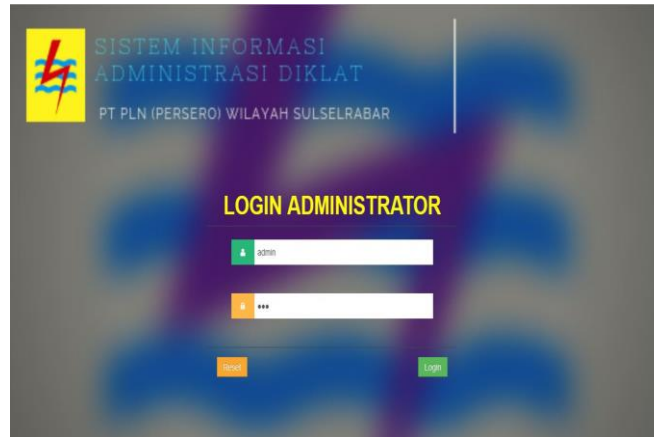 SISTEM INFORMASI
ADMINISTRASI DIKLAT
PT PLN (PERSERO) WILAYAH SULSELRABAR
LOGIN ADMINISTRATOR
admin
•••
Reset
Login